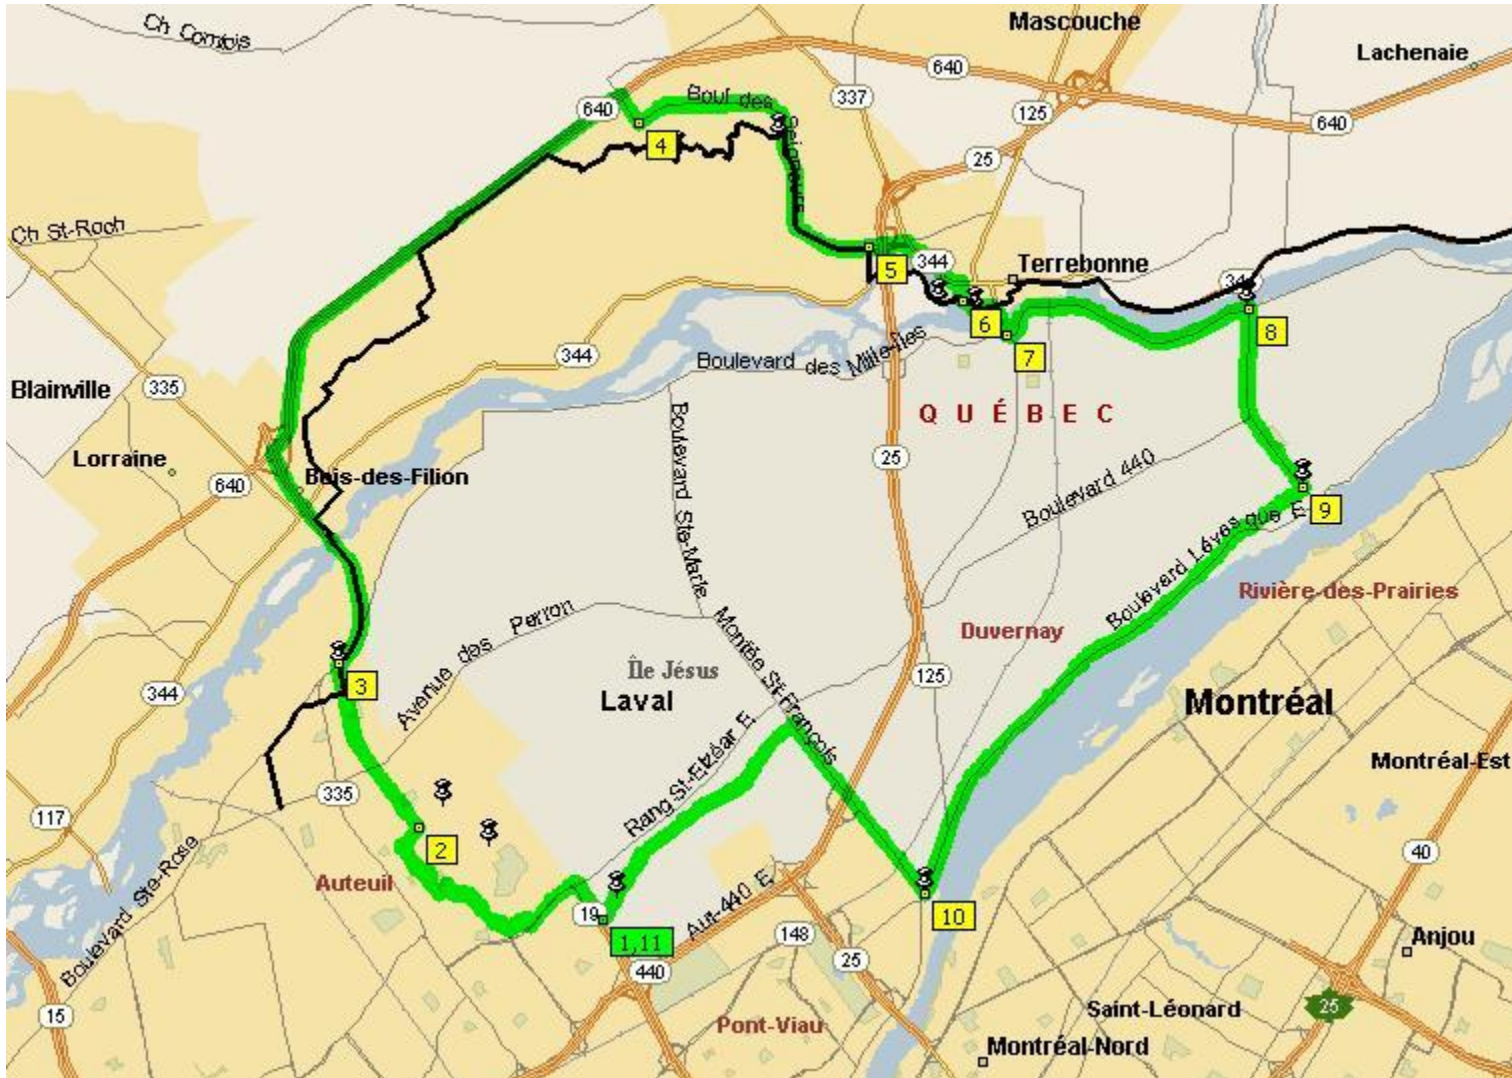 Ch Comtois
Mascouche
Lachenaie
640
640
337
Boul des Seigneurs
125
640
4
25
Ch St-Roch
344
5
Terrebonne
6
7
8
344
Boulevard des Mille-Îles
335
Blainville
QUÉBEC
Lorraine
640
Bois-des-Filion
25
Boulevard 440
9
Boulevard Ste-Marie
Boulevard Lévesque E
Rivière-des-Prairies
Avenue des Perron
Duvernay
Île Jésus
Laval
3
344
125
Montréal
Montée St-François
Rang St-Elzéar E
Montréal-Est
335
117
2
40
Auteuil
Boulevard Ste-Rose
19
Aut-440 E
1,11
10
148
25
440
Anjou
15
Pont-Viau
Saint-Léonard
25
Montréal-Nord